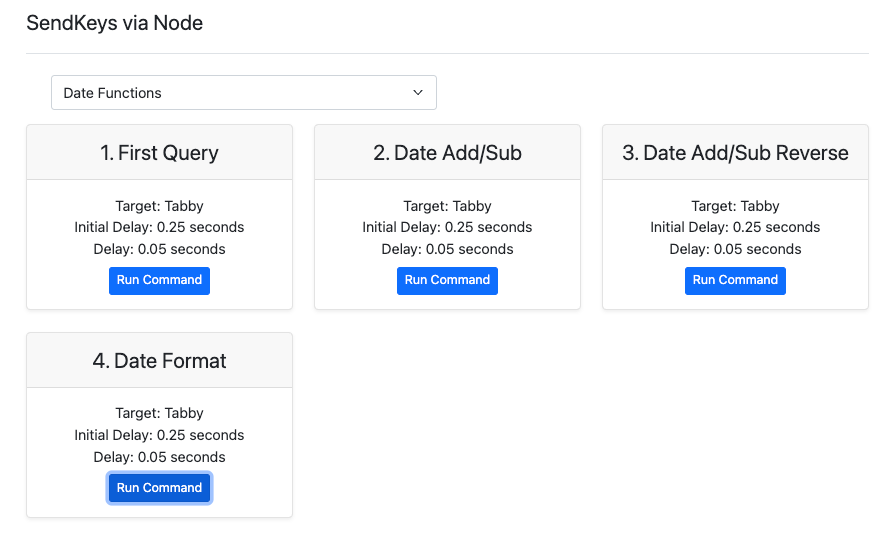 SendKeys via Node
Date Functions
1. First Query
Target: Tabby
Initial Delay: 0.25 seconds
Delay: 0.05 seconds
Run Command
2. Date Add/Sub
Target: Tabby
Initial Delay: 0.25 seconds
Delay: 0.05 seconds
Run Command
3. Date Add/Sub Reverse
Target: Tabby
Initial Delay: 0.25 seconds
Delay: 0.05 seconds
Run Command
4. Date Format
Target: Tabby
Initial Delay: 0.25 seconds
Delay: 0.05 seconds
Run Command